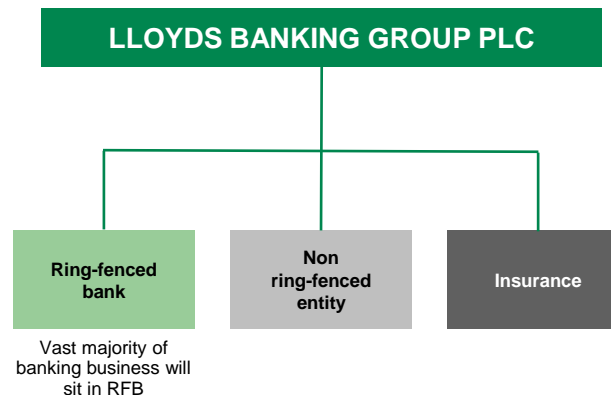 LLOYDS BANKING GROUP PLC
Ring-fenced
bank
Non
ring-fenced
entity
Insurance
Vast majority of
banking business will
sit in RFB